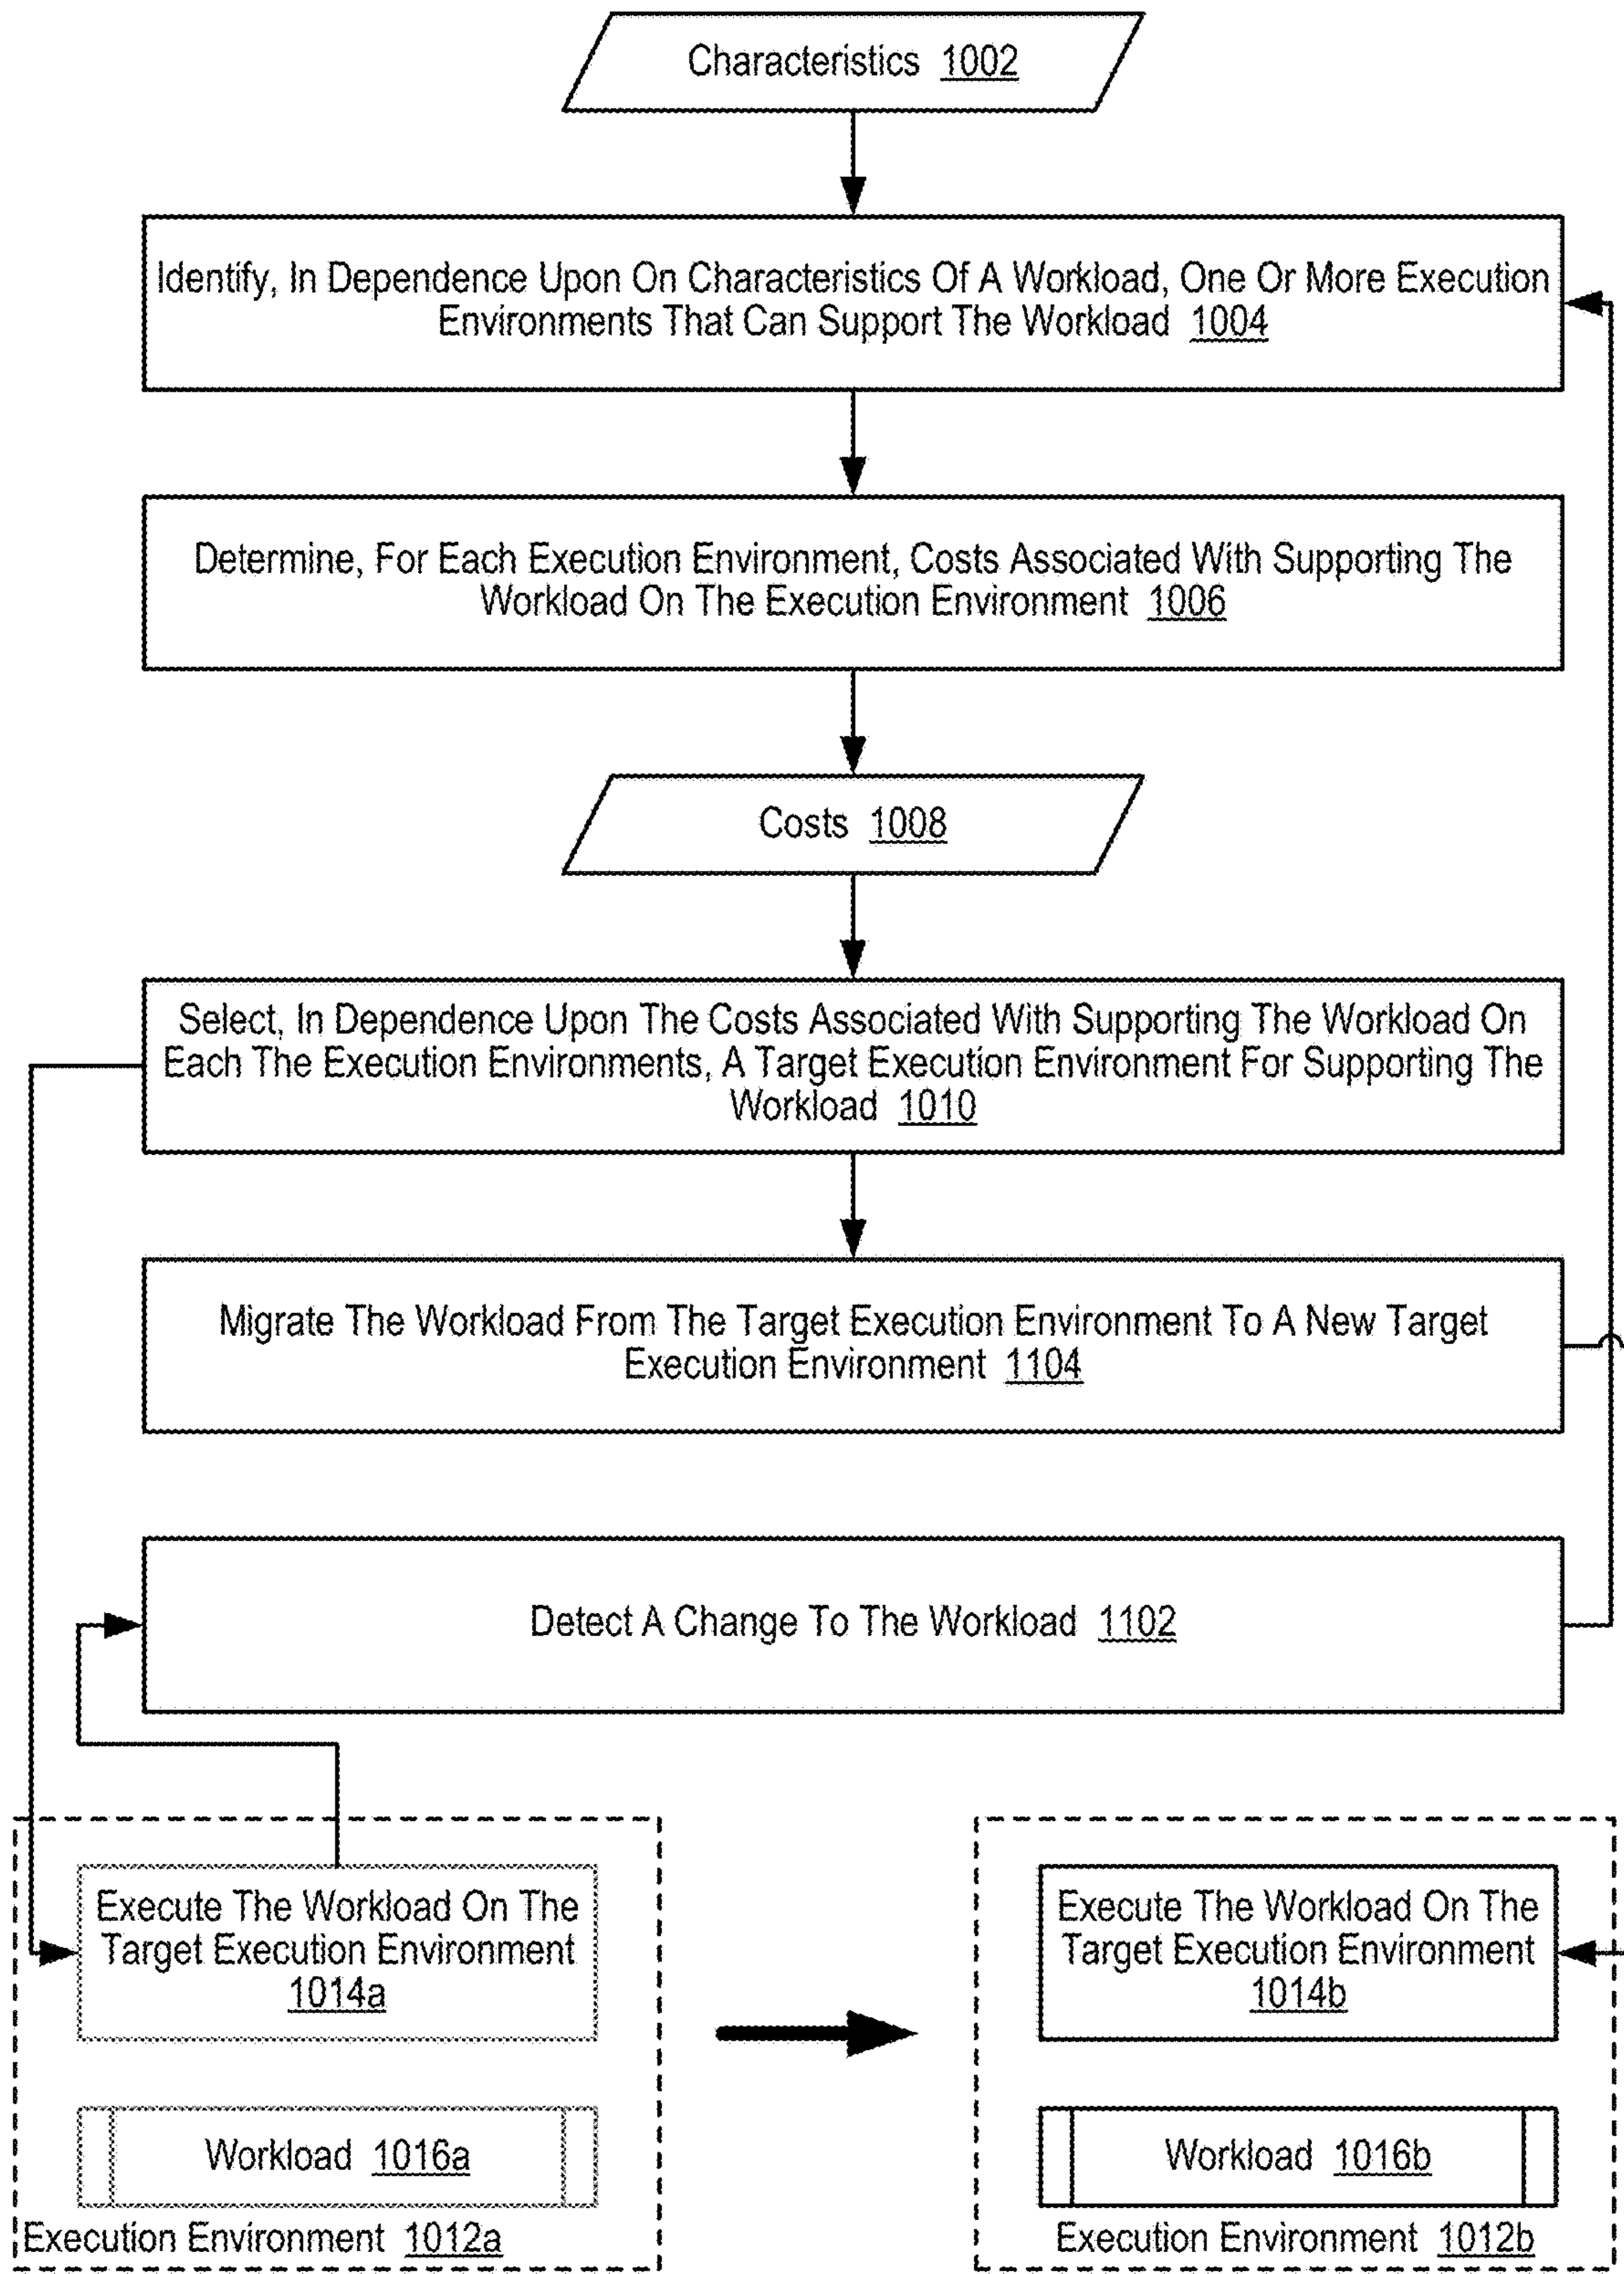 Characteristics 1002
Identify, In Dependence Upon On Characteristics Of A Workload, One Or More Execution
Environments That Can Support The Workload 1004
Determine, For Each Execution Environment, Costs Associated With Supporting The
Workload On The Execution Environment 1006
Costs 1008
Select, In Dependence Upon The Costs Associated With Supporting The Workload On
Each The Execution Environments, A Target Execution Environment For Supporting The
Workload 1010
Migrate The Workload From The Target Execution Environment To A New Target
Execution Environment 1104
Detect A Change To The Workload 1102
Execute The Workload On The
Target Execution Environment
1014a
Workload 1016a
Execution Environment 1012a
Execute The Workload On The
Target Execution Environment
1014b
Workload 1016b
Execution Environment 1012b